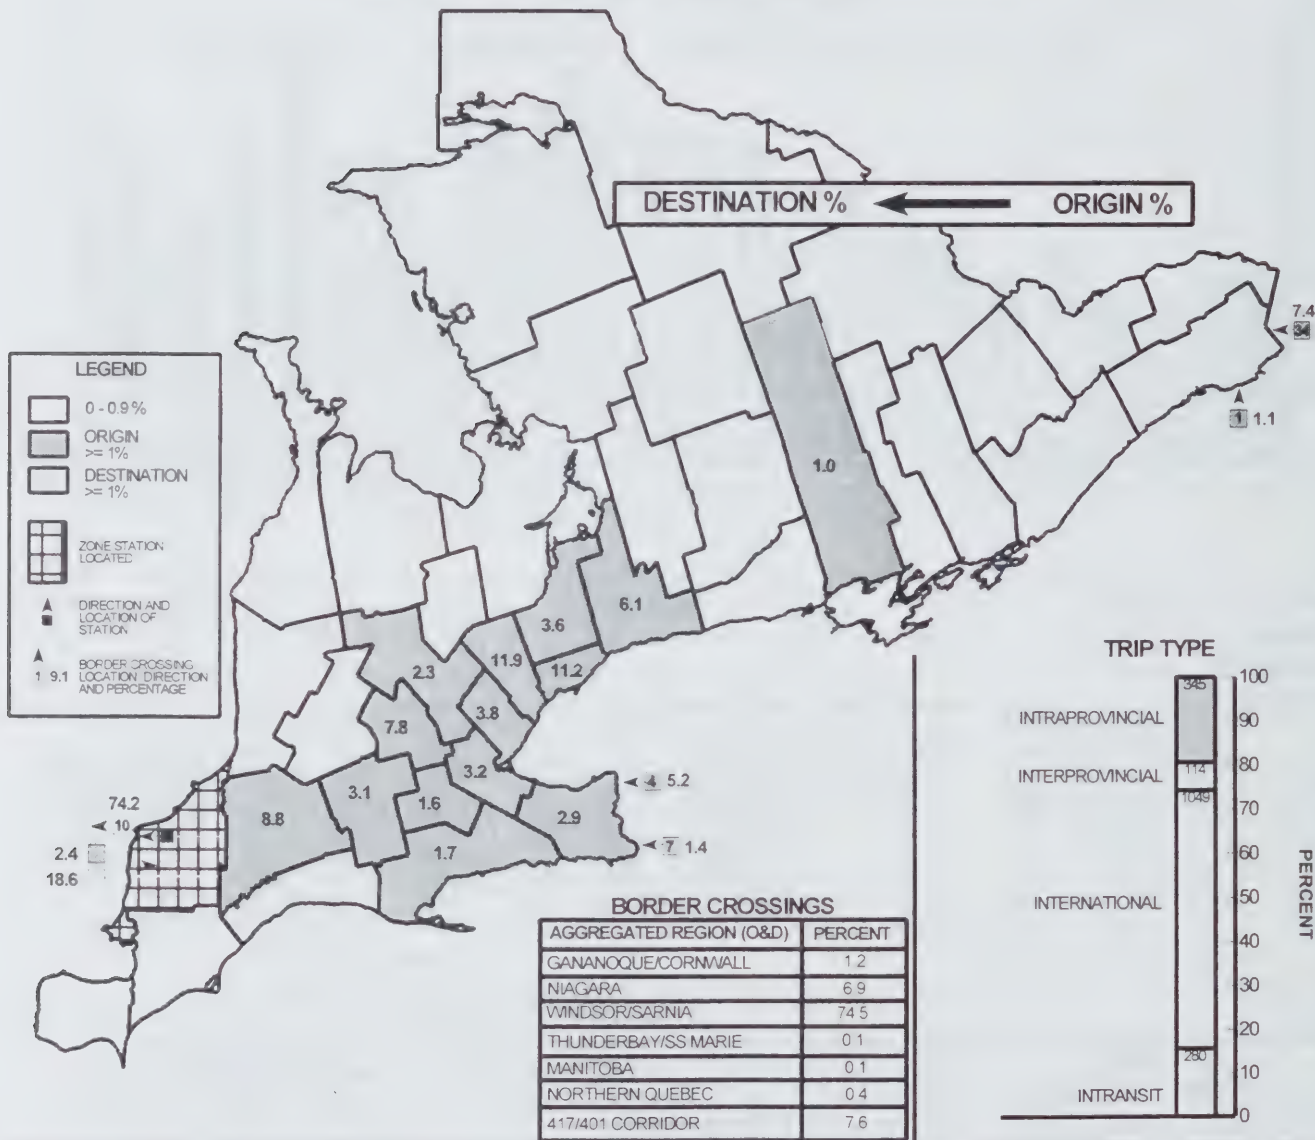 DESTINATION % ORIGIN %
7.4
34
1 1.1
LEGEND
0 - 0.9 %
ORIGIN
>= 1%
DESTINATION
>= 1%
ZONE STATION
LOCATED
DIRECTION AND
LOCATION OF
STATION
1 9.1 BORDER CROSSING
LOCATION DIRECTION
AND PERCENTAGE
1.0
6.1
3.6
11.9
11.2
2.3
3.8
7.8
3.2
3.1
1.6
8.8
2.9
1.7
4 5.2
7 1.4
74.2
10
2.4
18.6
BORDER CROSSINGS
AGGREGATED REGION (O&D) PERCENT
GANANOQUE/CORNWALL 1.2
NIAGARA 6.9
WINDSOR/SARNIA 74.5
THUNDERBAY/SS MARIE 0.1
MANITOBA 0.1
NORTHERN QUEBEC 0.4
417/401 CORRIDOR 7.6
TRIP TYPE
345
INTRAPROVINCIAL
114
INTERPROVINCIAL
1049
INTERNATIONAL
280
INTRANSIT
100
90
80
70
60
50
40
30
20
10
0
PERCENT